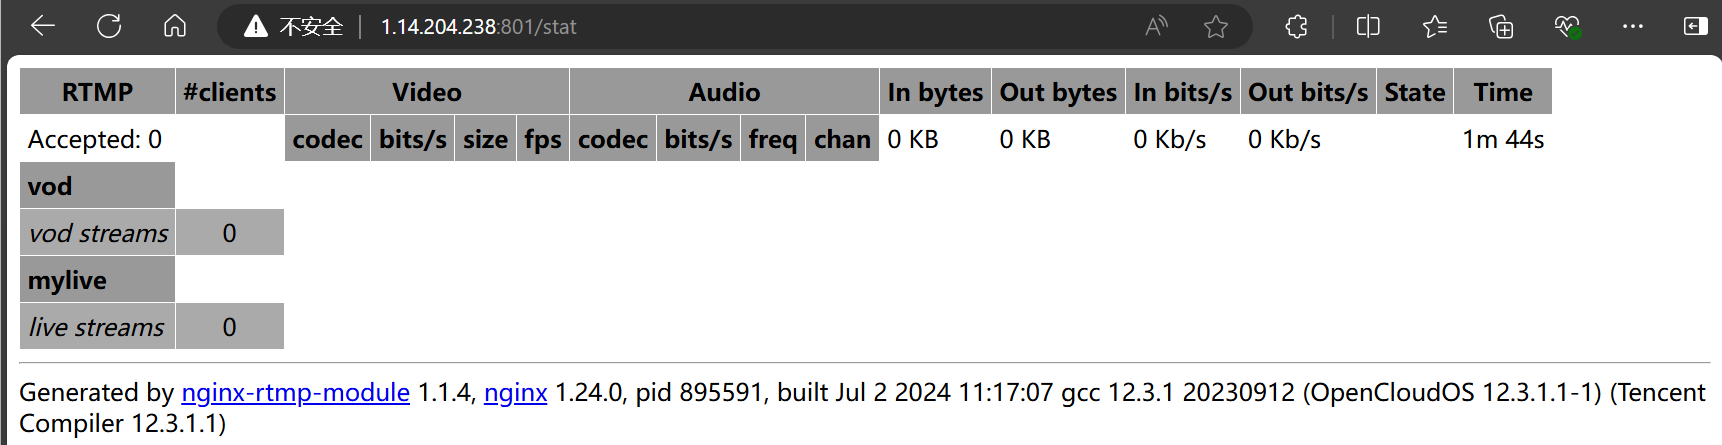 不安全 1.14.204.238:801/stat
RTMP #clients Video Audio In bytes Out bytes In bits/s Out bits/s State Time
Accepted: 0 codec bits/s size fps codec bits/s freq chan 0 KB 0 KB 0 Kb/s 0 Kb/s 1m 44s
vod
vod streams 0
mylive
live streams 0
Generated by nginx-rtmp-module 1.1.4, nginx 1.24.0, pid 895591, built Jul 2 2024 11:17:07 gcc 12.3.1 20230912 (OpenCloudOS 12.3.1.1-1) (Tencent
Compiler 12.3.1.1)